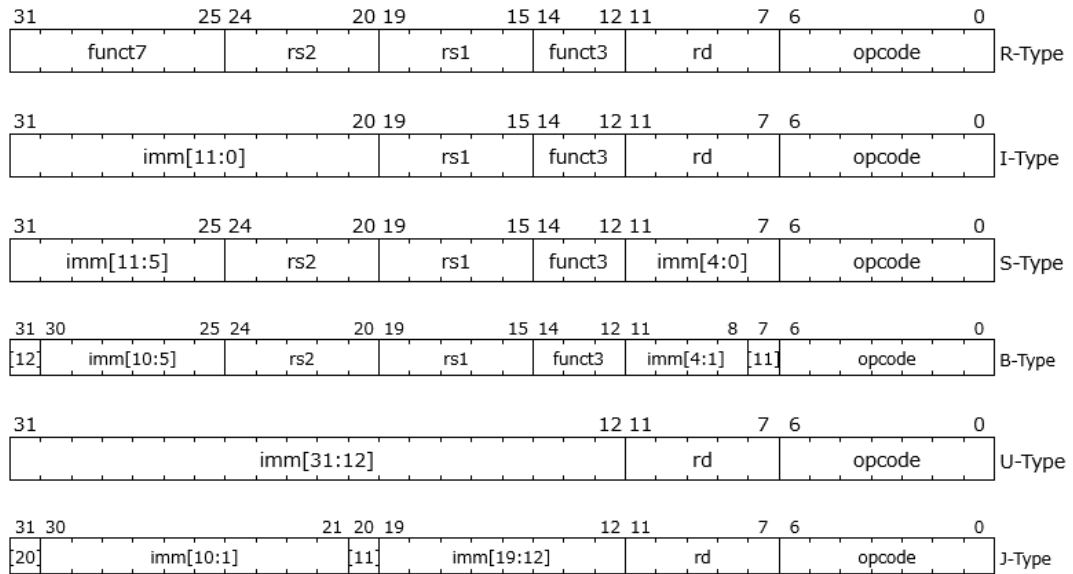 31 25 24 20 19 15 14 12 11 7 6 0
funct7 rs2 rs1 funct3 rd opcode R-Type
31 20 19 15 14 12 11 7 6 0
imm[11:0] rs1 funct3 rd opcode I-Type
31 25 24 20 19 15 14 12 11 7 6 0
imm[11:5] rs2 rs1 funct3 imm[4:0] opcode S-Type
31 30 25 24 20 19 15 14 12 11 8 7 6 0
[12] imm[10:5] rs2 rs1 funct3 imm[4:1] [11] opcode B-Type
31 12 11 7 6 0
imm[31:12] rd opcode U-Type
31 30 21 20 19 12 11 7 6 0
[20] imm[10:1] [11] imm[19:12] rd opcode J-Type